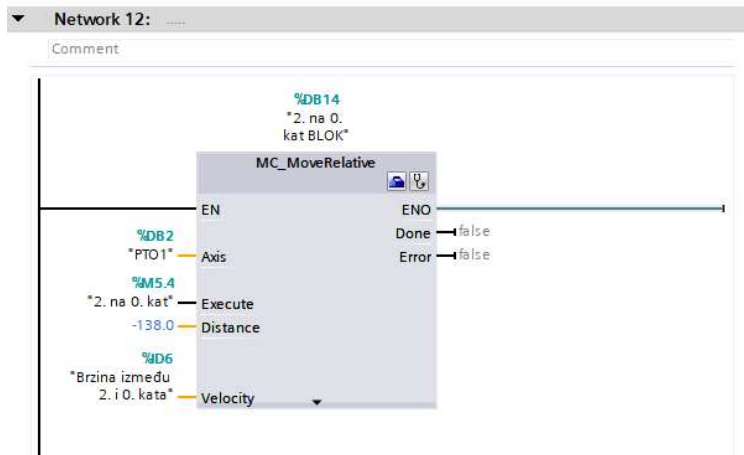 Network 12: .....
Comment
%DB14
"2. na 0.
kat BLOK"
MC_MoveRelative
EN
ENO
Done
false
%DB2
"PTO1"
Axis
Error
false
%M5.4
"2. na 0. kat"
Execute
-138.0
Distance
%ID6
"Brzina između
2. i 0. kata"
Velocity